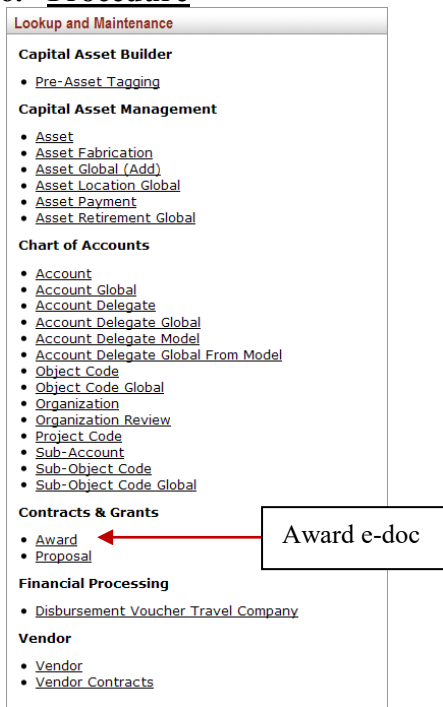 Lookup and Maintenance
Capital Asset Builder
• Pre-Asset Tagging
Capital Asset Management
• Asset
• Asset Fabrication
• Asset Global (Add)
• Asset Location Global
• Asset Payment
• Asset Retirement Global
Chart of Accounts
• Account
• Account Global
• Account Delegate
• Account Delegate Global
• Account Delegate Model
• Account Delegate Global From Model
• Object Code
• Object Code Global
• Organization
• Organization Review
• Project Code
• Sub-Account
• Sub-Object Code
• Sub-Object Code Global
Contracts & Grants
• Award
Award e-doc
• Proposal
Financial Processing
• Disbursement Voucher Travel Company
Vendor
• Vendor
• Vendor Contracts